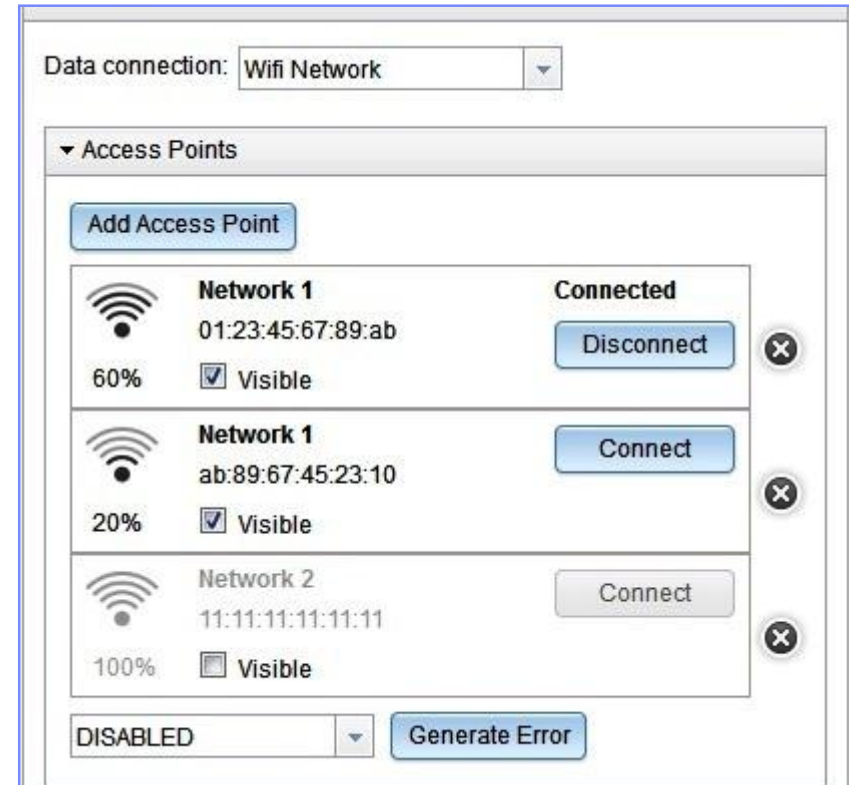 Data connection: Wifi Network
Access Points
Add Access Point
Network 1 Connected
01:23:45:67:89:ab Disconnect
60% Visible
Network 1 Connect
ab:89:67:45:23:10
20% Visible
Network 2 Connect
11:11:11:11:11:11
100% Visible
DISABLED Generate Error